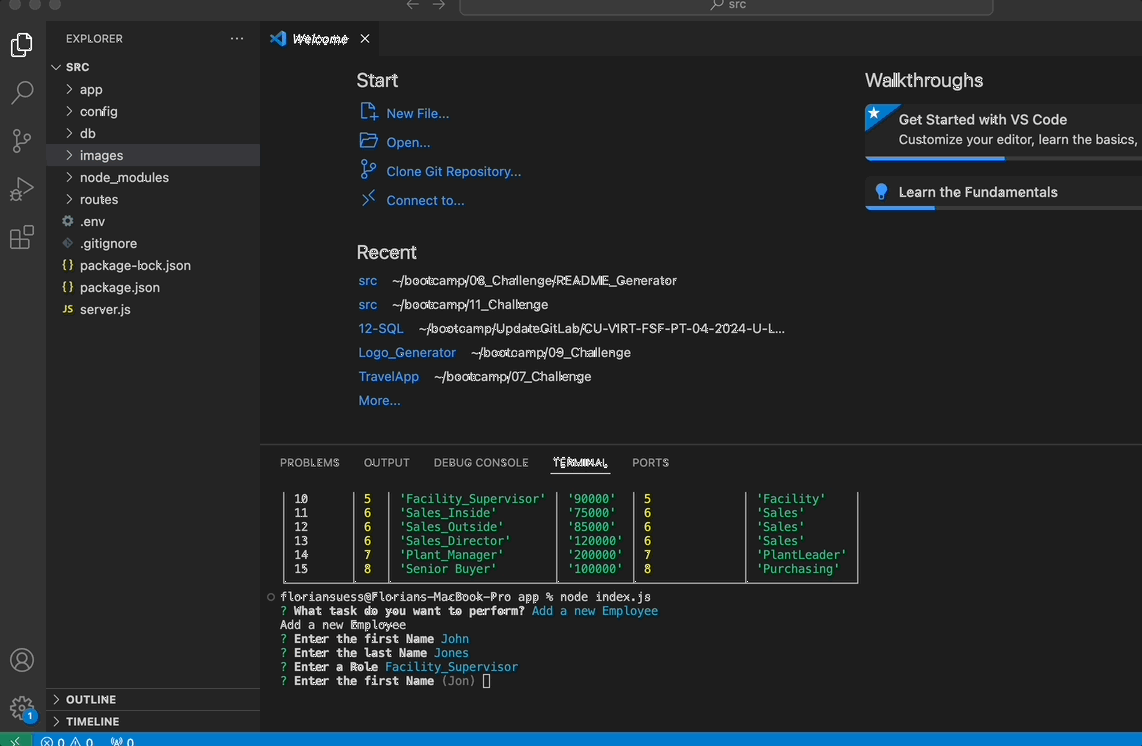 src
EXPLORER
Welcome
SRC
app
config
db
images
node_modules
routes
.env
.gitignore
{} package-lock.json
{} package.json
JS server.js
OUTLINE
TIMELINE
Start
New File...
Open...
Clone Git Repository...
Connect to...
Recent
src ~/bootcamp/08_Challenge/README_Generator
src ~/bootcamp/11_Challenge
12-SQL ~/bootcamp/UpdateGitLab/CU-VIRT-FSF-PT-04-2024-U-L...
Logo_Generator ~/bootcamp/09_Challenge
TravelApp ~/bootcamp/07_Challenge
More...
Walkthroughs
Get Started with VS Code
Customize your editor, learn the basics,
Learn the Fundamentals
PROBLEMS OUTPUT DEBUG CONSOLE TERMINAL PORTS
10 5 'Facility_Supervisor' '90000' 5 'Facility'
11 6 'Sales_Inside' '75000' 6 'Sales'
12 6 'Sales_Outside' '85000' 6 'Sales'
13 6 'Sales_Director' '120000' 6 'Sales'
14 7 'Plant_Manager' '200000' 7 'PlantLeader'
15 8 'Senior Buyer' '100000' 8 'Purchasing'
floriansuess@Florians-MacBook-Pro app % node index.js
? What task do you want to perform? Add a new Employee
Add a new Employee
? Enter the first Name John
? Enter the last Name Jones
? Enter a Role Facility_Supervisor
? Enter the first Name (Jon)
1
0 0 0